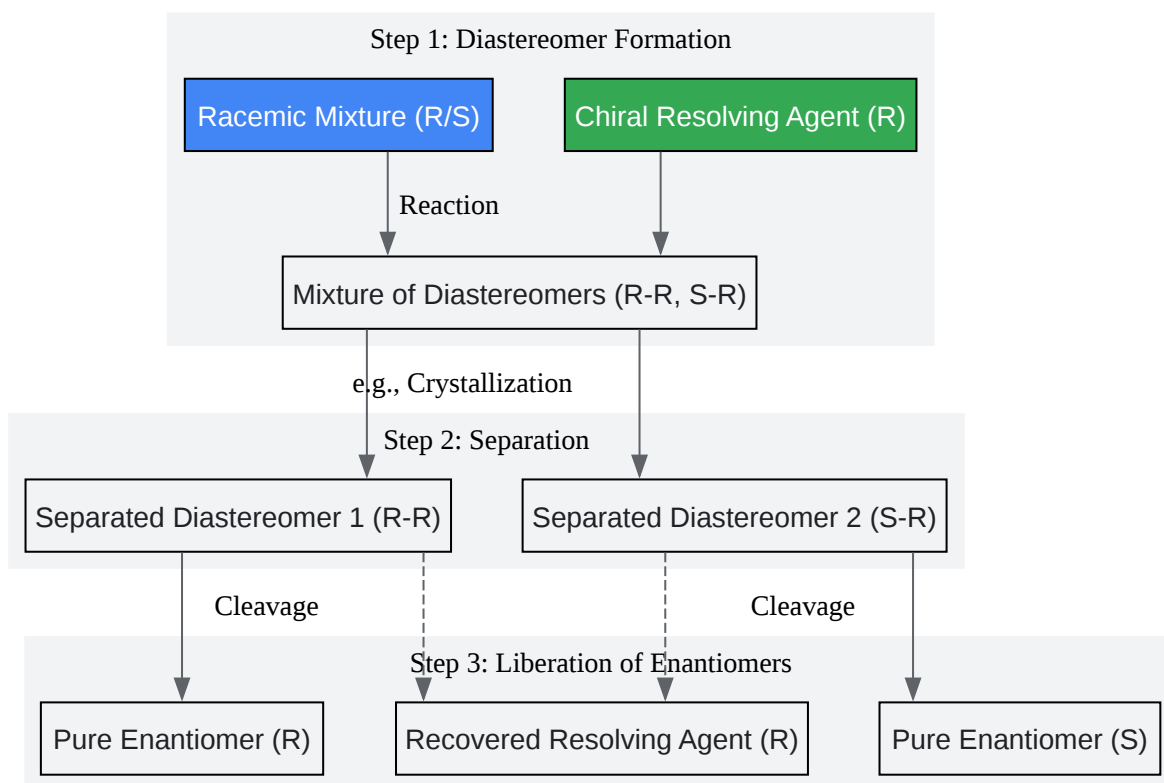 Step 1: Diastereomer Formation
Racemic Mixture (R/S)
Chiral Resolving Agent (R)
Reaction
Mixture of Diastereomers (R-R, S-R)
e.g., Crystallization
Step 2: Separation
Separated Diastereomer 1 (R-R)
Separated Diastereomer 2 (S-R)
Cleavage
Cleavage
Step 3: Liberation of Enantiomers
Pure Enantiomer (R)
Recovered Resolving Agent (R)
Pure Enantiomer (S)